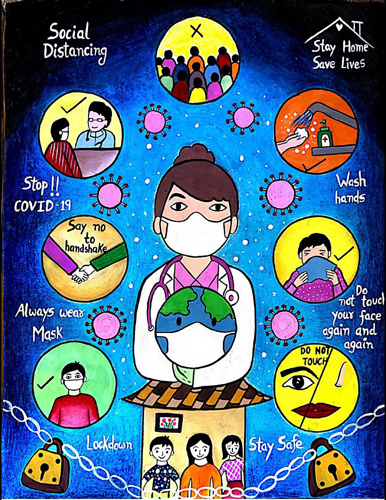 Social
Distancing
Stay Home
Save Lives
Stop!!
COVID-19
Wash
hands
Say no
to
handshake
Always wear
Mask
Do
not touch
your face
again and
again
DO NOT
TOUCH
Lockdown
Stay Safe